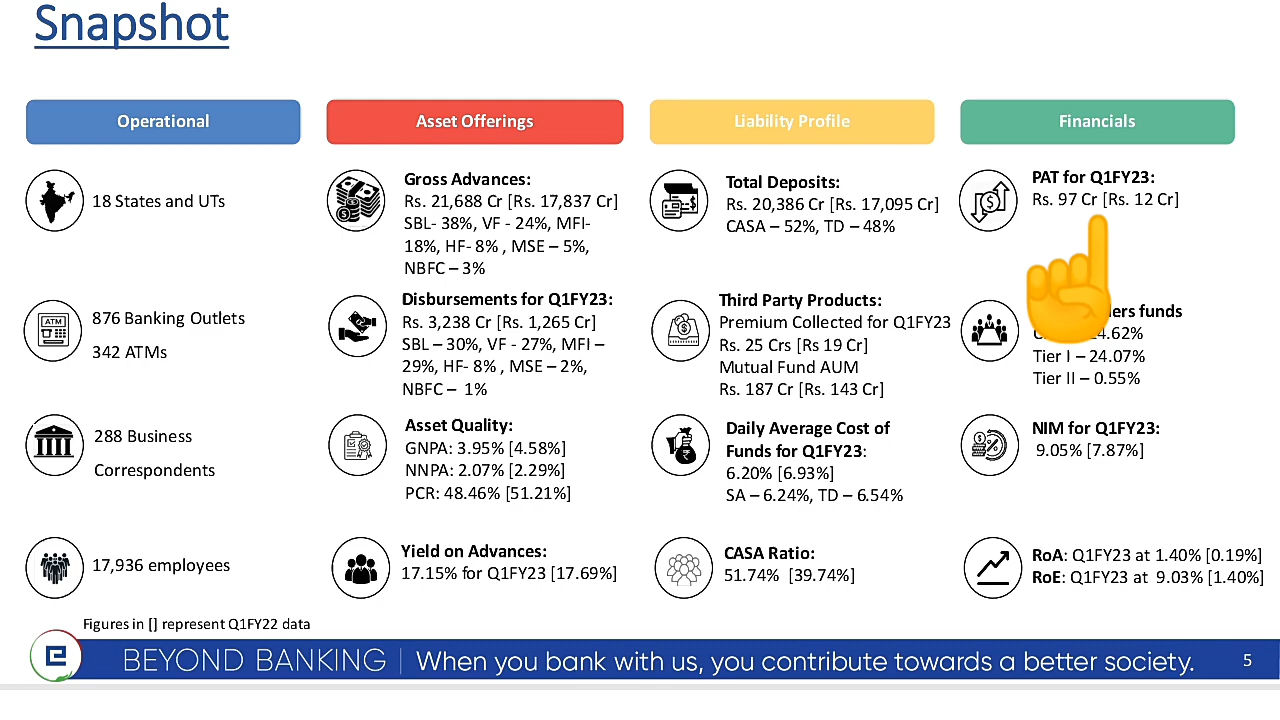 Snapshot
Operational
18 States and UTs
876 Banking Outlets
342 ATMs
288 Business
Correspondents
17,936 employees
Asset Offerings
Gross Advances:
Rs. 21,688 Cr [Rs. 17,837 Cr]
SBL- 38%, VF - 24%, MFI-
18%, HF- 8% , MSE – 5%,
NBFC – 3%
Disbursements for Q1FY23:
Rs. 3,238 Cr [Rs. 1,265 Cr]
SBL – 30%, VF - 27%, MFI –
29%, HF- 8% , MSE – 2%,
NBFC – 1%
Asset Quality:
GNPA: 3.95% [4.58%]
NNPA: 2.07% [2.29%]
PCR: 48.46% [51.21%]
Yield on Advances:
17.15% for Q1FY23 [17.69%]
Liability Profile
Total Deposits:
Rs. 20,386 Cr [Rs. 17,095 Cr]
CASA – 52%, TD – 48%
Third Party Products:
Premium Collected for Q1FY23
Rs. 25 Crs [Rs 19 Cr]
Mutual Fund AUM
Rs. 187 Cr [Rs. 143 Cr]
Daily Average Cost of
Funds for Q1FY23:
6.20% [6.93%]
SA – 6.24%, TD – 6.54%
CASA Ratio:
51.74% [39.74%]
Financials
PAT for Q1FY23:
Rs. 97 Cr [Rs. 12 Cr]
funds
Tier I – 24.07%
Tier II – 0.55%
NIM for Q1FY23:
9.05% [7.87%]
RoA: Q1FY23 at 1.40% [0.19%]
RoE: Q1FY23 at 9.03% [1.40%]
Figures in [] represent Q1FY22 data
ATM
BEYOND BANKING | When you bank with us, you contribute towards a better society.
5